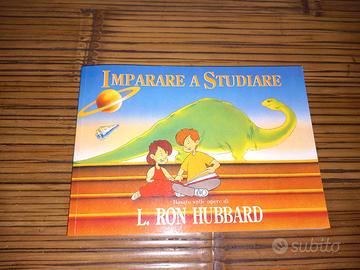 IMPARARE A STUDIARE
Basato sulle opere di
L. RON HUBBARD
subito